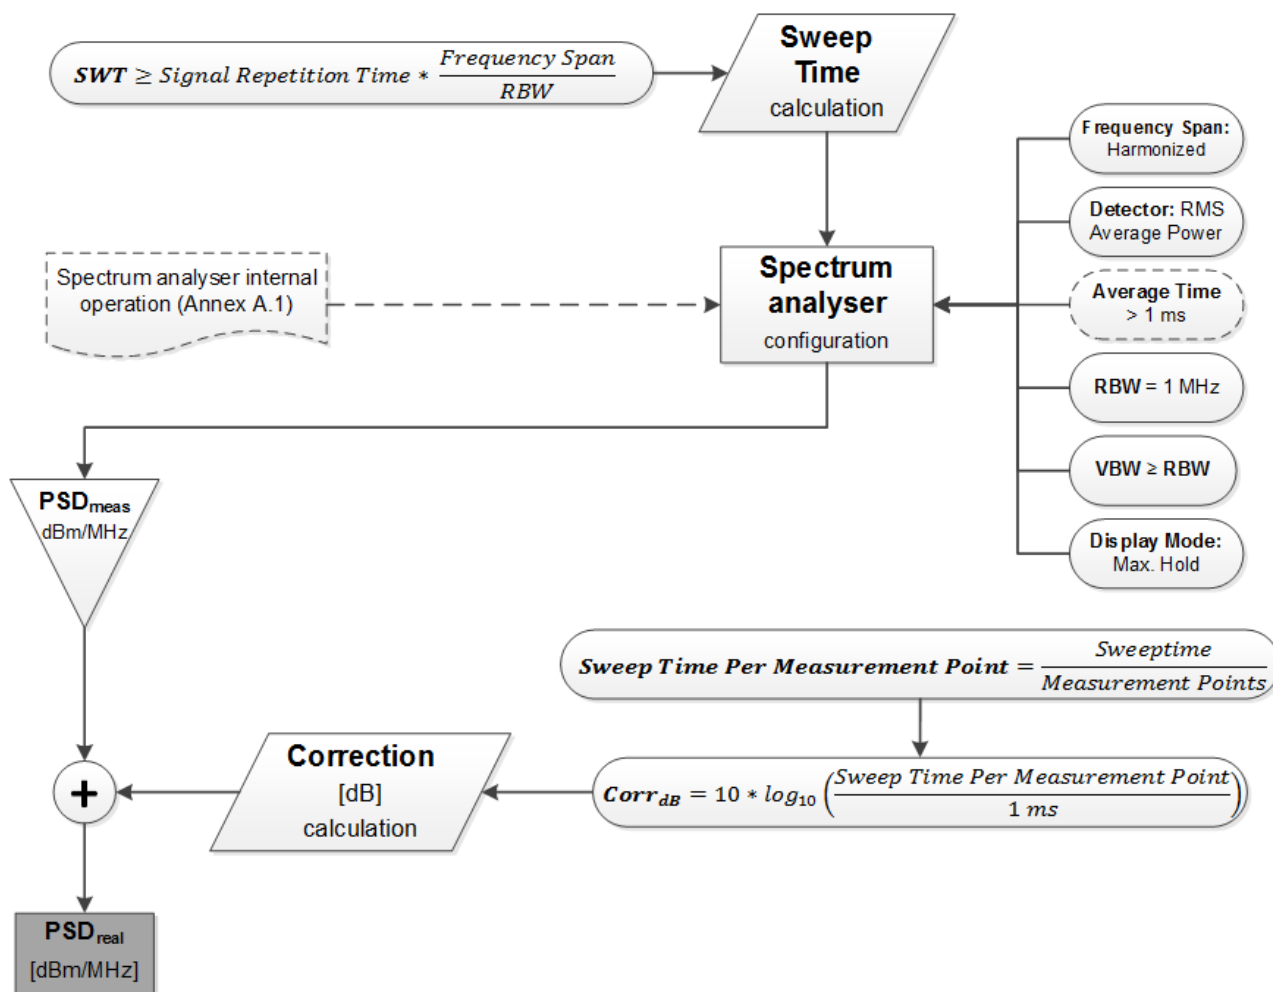 SWT ≥ Signal Repetition Time * Frequency Span / RBW
Sweep
Time
calculation
Frequency Span:
Harmonized
Detector: RMS
Average Power
Average Time
> 1 ms
RBW = 1 MHz
VBW ≥ RBW
Display Mode:
Max. Hold
Spectrum analyser internal
operation (Annex A.1)
Spectrum
analyser
configuration
PSDmeas
dBm/MHz
Sweep Time Per Measurement Point = Sweeptime / Measurement Points
CorrdB = 10 * log10 (Sweep Time Per Measurement Point / 1 ms)
Correction
[dB]
calculation
+
PSDreal
[dBm/MHz]